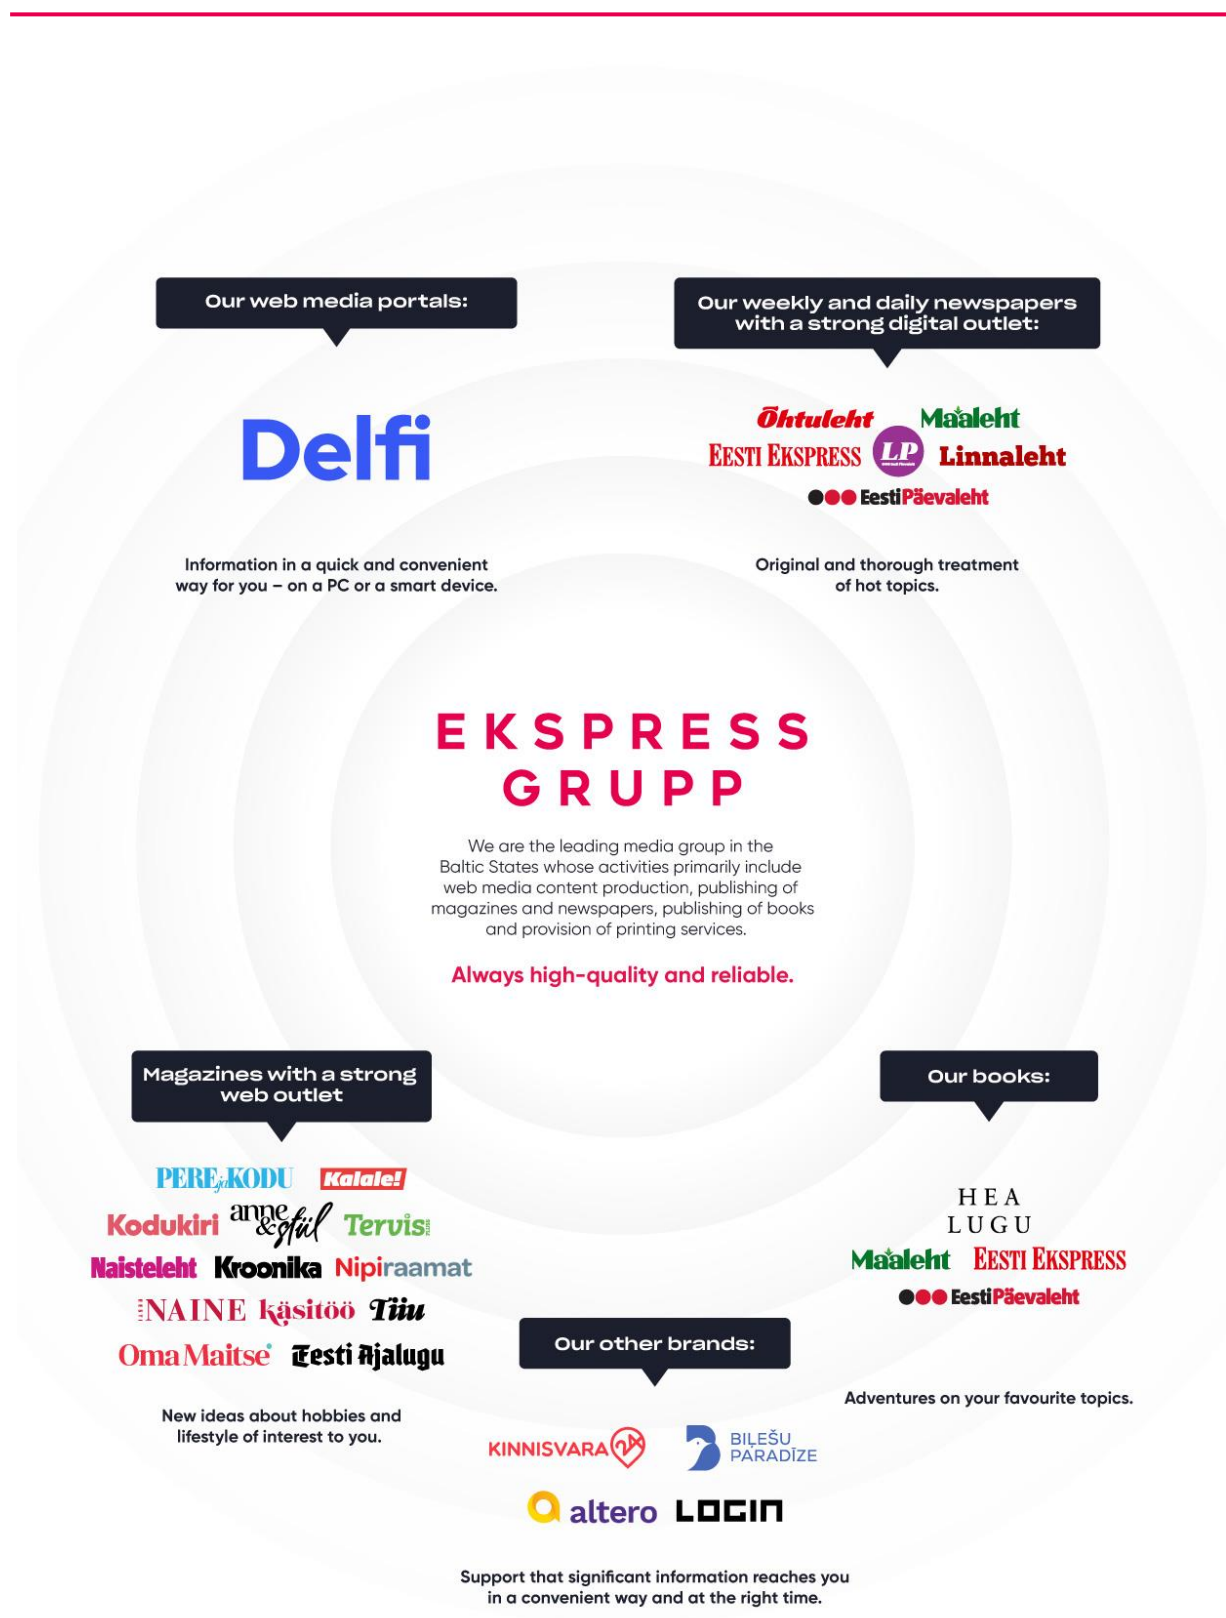 Our web media portals:
Delfi
Information in a quick and convenient
way for you – on a PC or a smart device.
Our weekly and daily newspapers
with a strong digital outlet:
Õhtuleht Maaleht
EESTI EKSPRESS LP Linnaleht
EestiPäevaleht
Original and thorough treatment
of hot topics.
EKSPRESS
GRUPP
We are the leading media group in the
Baltic States whose activities primarily include
web media content production, publishing of
magazines and newspapers, publishing of books
and provision of printing services.
Always high-quality and reliable.
Magazines with a strong
web outlet
PERE ja KODU Kalale!
Kodukiri anne & stiil Tervis
Naisteleht Kroonika Nipiraamat
NAINE käsitöö Tiiu
Oma Maitse Eesti Ajalugu
New ideas about hobbies and
lifestyle of interest to you.
Our books:
HEA
LUGU
Maaleht EESTI EKSPRESS
EestiPäevaleht
Adventures on your favourite topics.
Our other brands:
KINNISVARA 24 BIĻEŠU
PARADĪZE
altero LOGIN
Support that significant information reaches you
in a convenient way and at the right time.